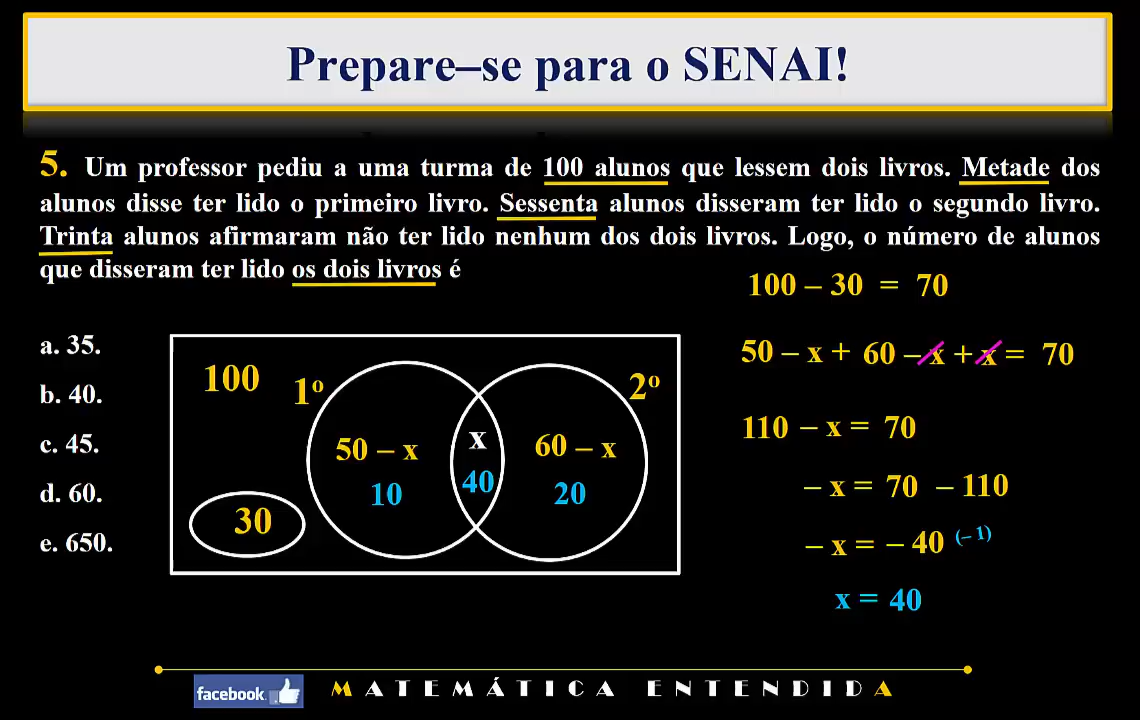 Prepare–se para o SENAI!
5. Um professor pediu a uma turma de 100 alunos que lessem dois livros. Metade dos
alunos disse ter lido o primeiro livro. Sessenta alunos disseram ter lido o segundo livro.
Trinta alunos afirmaram não ter lido nenhum dos dois livros. Logo, o número de alunos
que disseram ter lido os dois livros é
100 – 30 = 70
a. 35.
b. 40.
c. 45.
d. 60.
e. 650.
100 1º 2º
50 – x x 60 – x
10 40 20
30
50 – x + 60 – x + x = 70
110 – x = 70
– x = 70 – 110
– x = – 40 (– 1)
x = 40
facebook. MATEMÁTICA ENTENDIDA